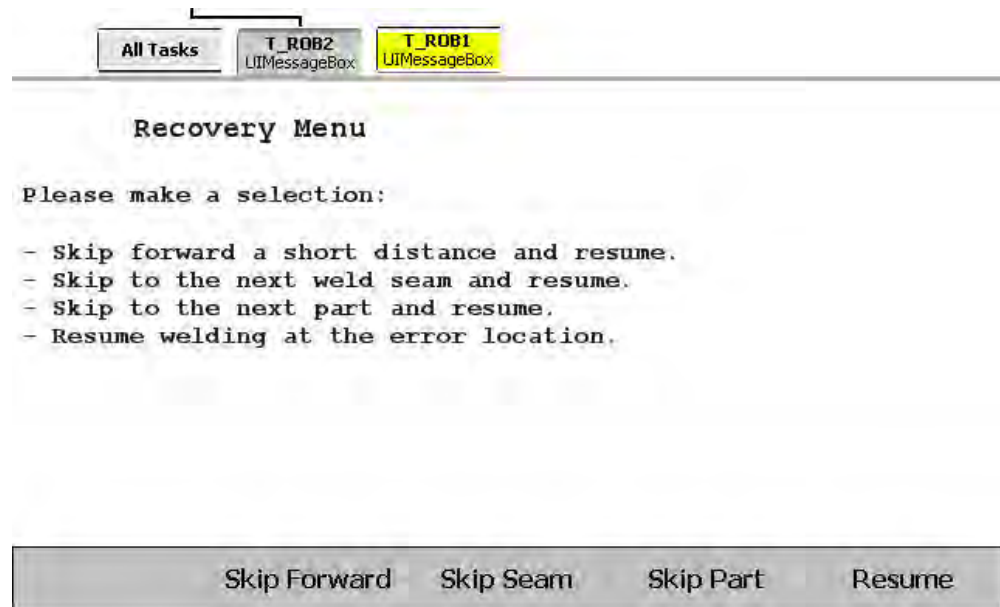 All Tasks T_ROB2 T_ROB1
UIMessageBox UIMessageBox
Recovery Menu
Please make a selection:
- Skip forward a short distance and resume.
- Skip to the next weld seam and resume.
- Skip to the next part and resume.
- Resume welding at the error location.
Skip Forward Skip Seam Skip Part Resume